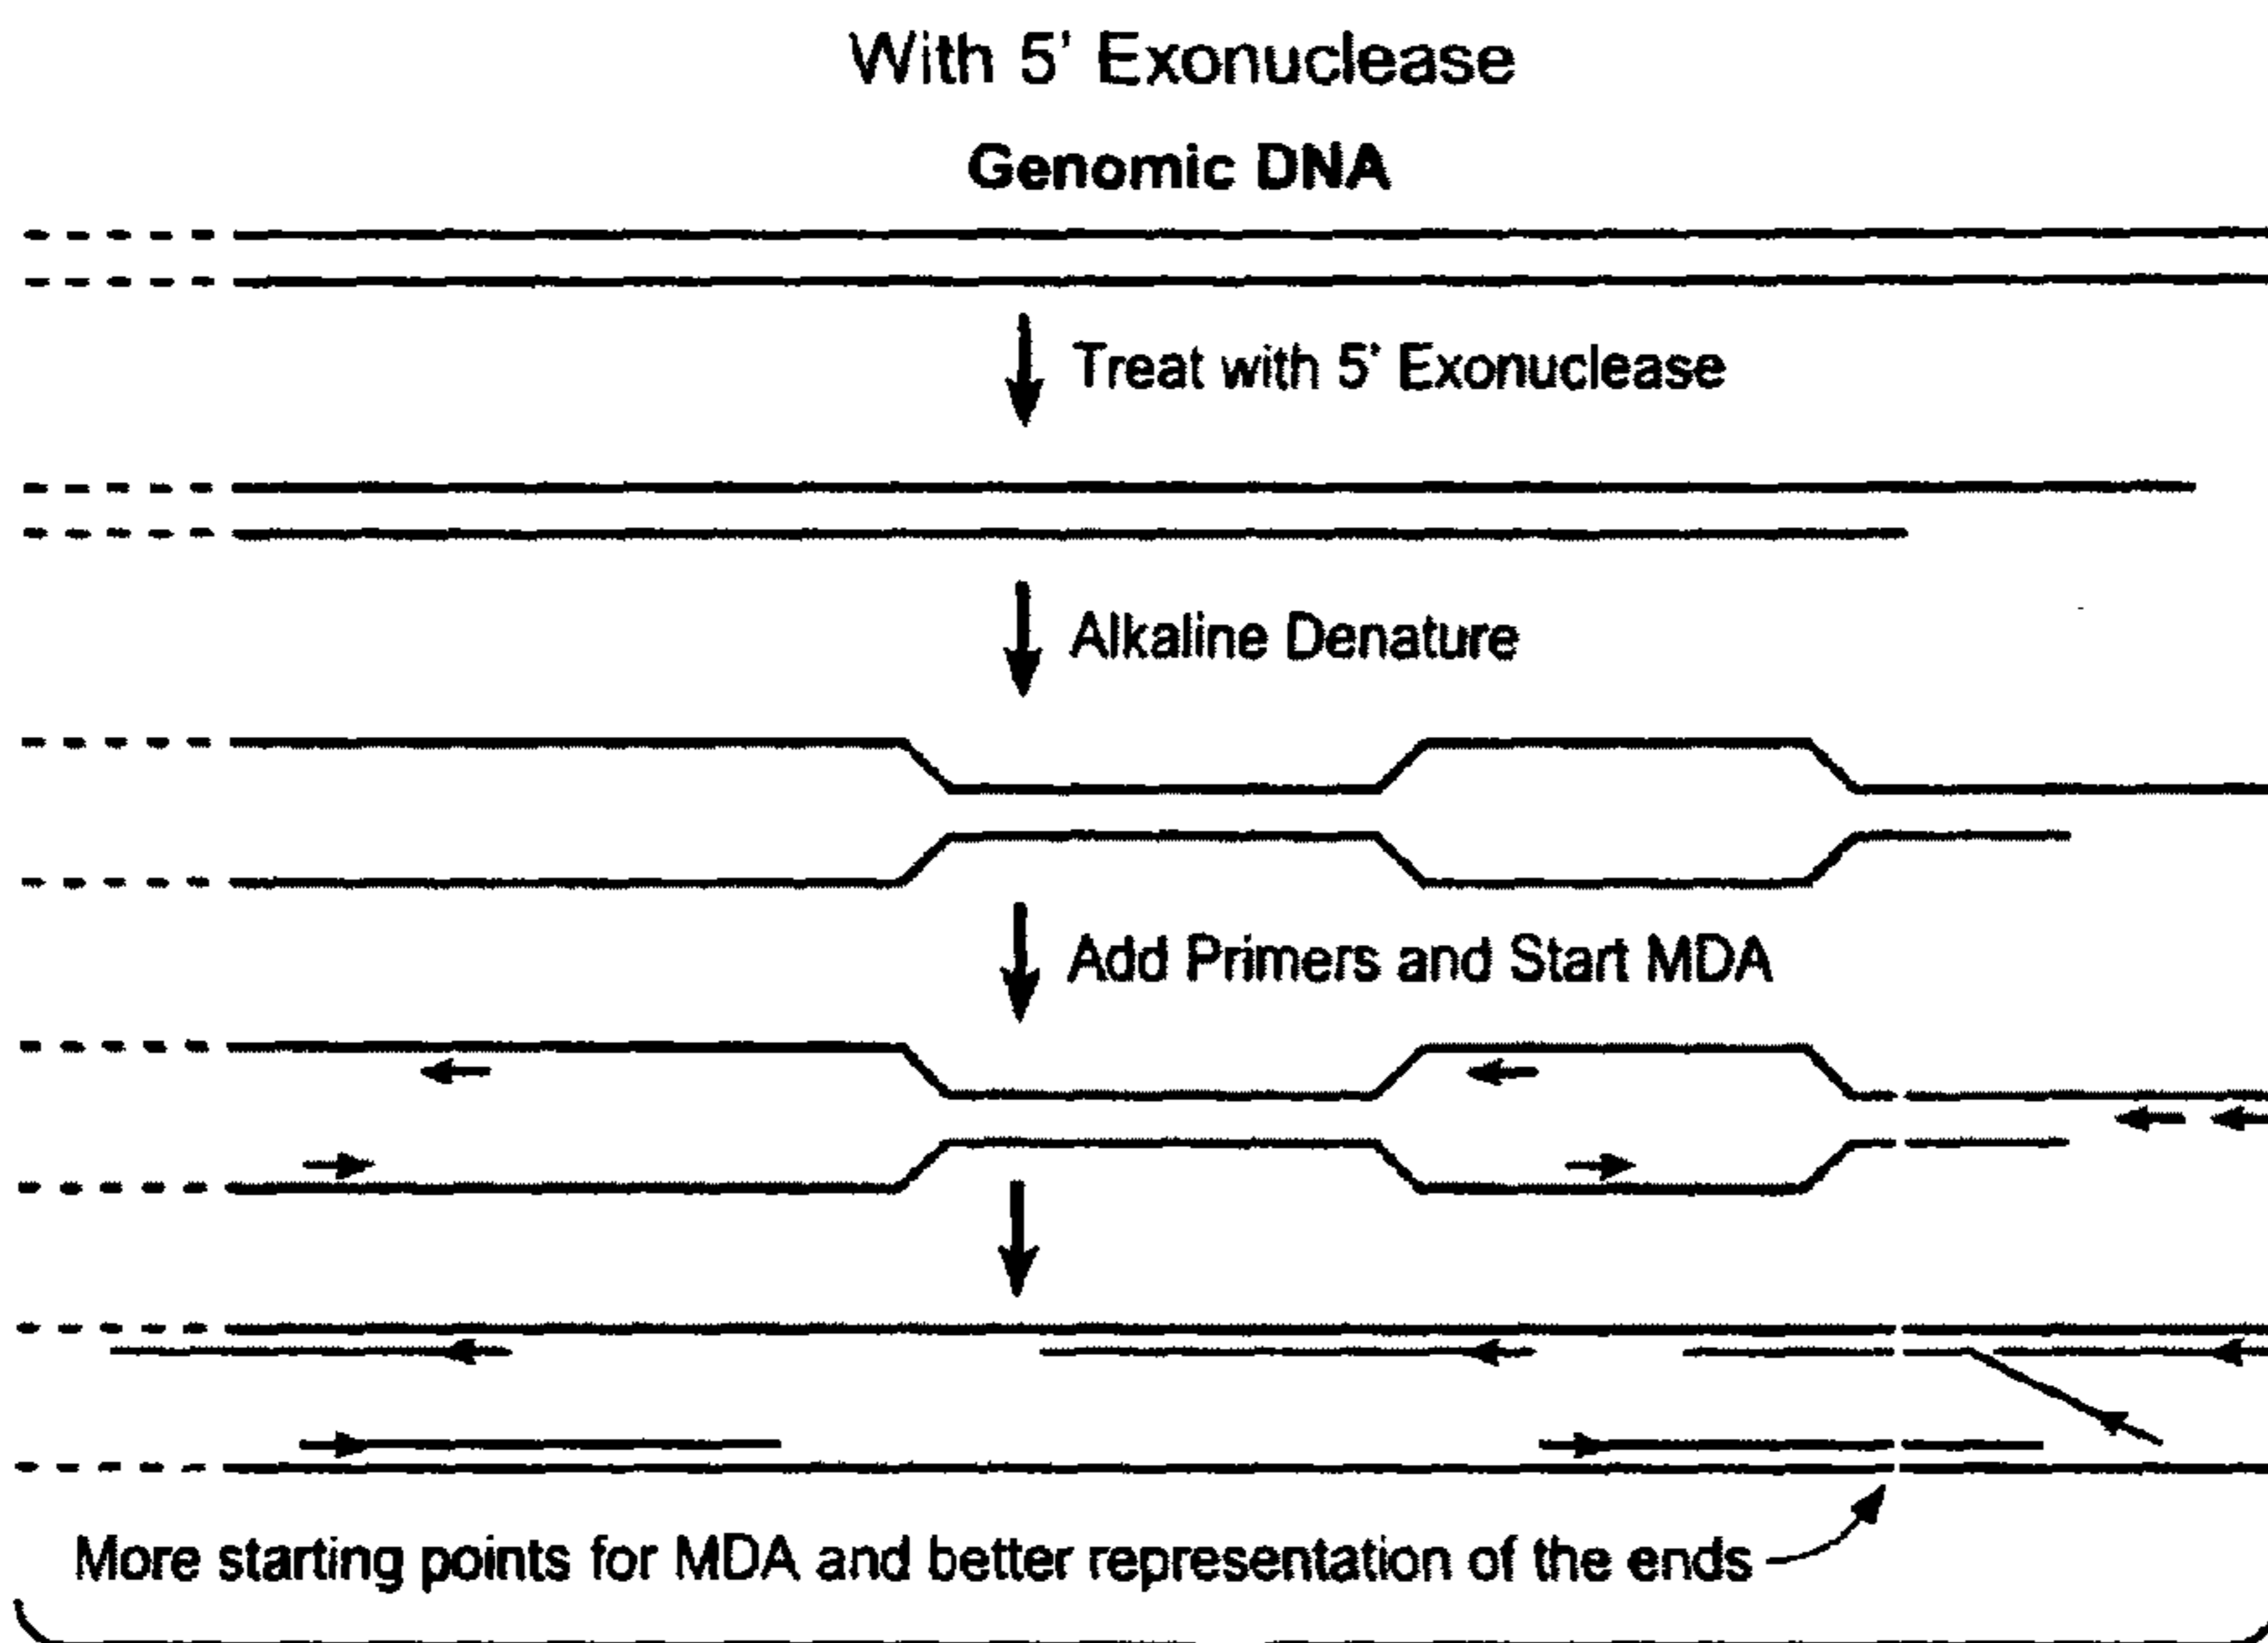 With 5' Exonuclease
Genomic DNA
Treat with 5' Exonuclease
Alkaline Denature
Add Primers and Start MDA
More starting points for MDA and better representation of the ends